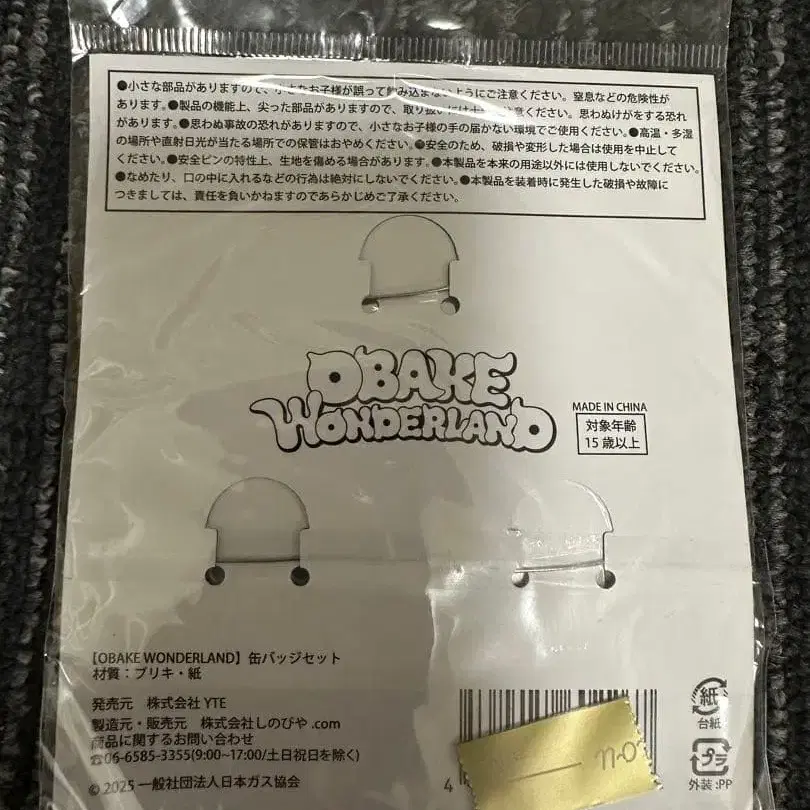 ●小さな部品がありますので、小さなお子様が誤って飲み込まないようにご注意ください。窒息などの危険性が
あります。●製品の機能上、尖った部品がありますので、取り扱いには十分ご注意ください。思わぬけがをする恐れ
があります。●思わぬ事故の恐れがありますので、小さなお子様の手の届かない環境でご使用ください。●高温・多湿
の場所や直射日光が当たる場所での保管はおやめください。●安全のため、破損や変形した場合は使用を中止して
ください。●安全ピンの特性上、生地を傷める場合があります。●本製品を本来の用途以外には使用しないでください。
●なめたり、口の中に入れるなどの行為は絶対にしないでください。●本製品を装着時に発生した破損や故障に
つきましては、責任を負いかねますのであらかじめご了承ください。
OBAKE
WONDERLAND
MADE IN CHINA
対象年齢
15 歳以上
【OBAKE WONDERLAND】缶バッジセット
材質：ブリキ・紙
発売元 株式会社 YTE
製造元・販売元 株式会社しのびや.com
商品に関するお問い合わせ
☎06-6585-3355(9:00~17:00/土日祝日を除く)
© 2025 一般社団法人日本ガス協会
4
紙
台紙
プラ
外装 :PP